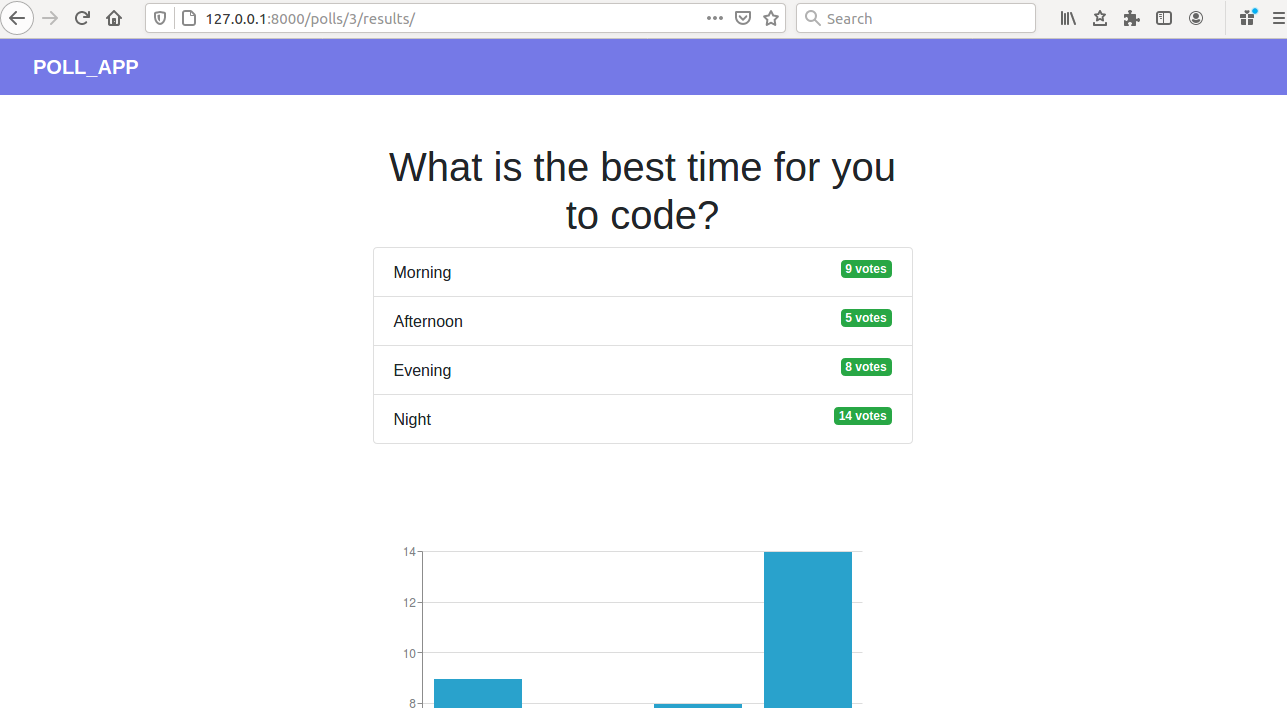 127.0.0.1:8000/polls/3/results/
Search
POLL_APP
What is the best time for you
to code?
Morning
9 votes
Afternoon
5 votes
Evening
8 votes
Night
14 votes
14
12
10
8